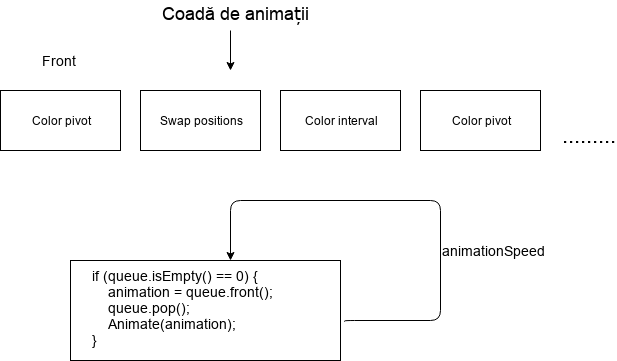 Coadă de animații
Front
Color pivot
Swap positions
Color interval
Color pivot
.........
animationSpeed
if (queue.isEmpty() == 0) {
animation = queue.front();
queue.pop();
Animate(animation);
}